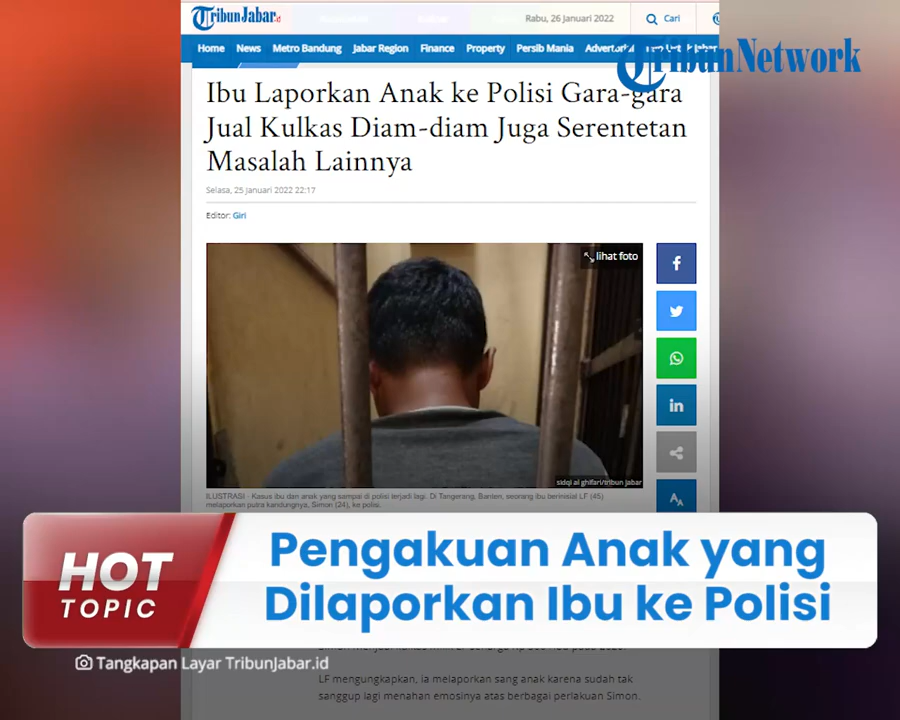 TribunJabar.id
Rabu, 26 Januari 2022
Cari
Home News Metro Bandung Jabar Region Finance Property Persib Mania
TribunNetwork
Ibu Laporkan Anak ke Polisi Gara-gara
Jual Kulkas Diam-diam Juga Serentetan
Masalah Lainnya
Selasa, 25 Januari 2022 22:17
Editor: Giri
lihat foto
sidqi al ghifari/tribun jabar
ILUSTRASI - Kasus ibu dan anak yang sampai di polisi terjadi lagi. Di Tangerang, Banten, seorang ibu berinisial LF (45)
melaporkan putra kandungnya, Simon (24), ke polisi.
HOT
TOPIC
Pengakuan Anak yang
Dilaporkan Ibu ke Polisi
Tangkapan Layar TribunJabar.id
LF mengungkapkan, ia melaporkan sang anak karena sudah tak
sanggup lagi menahan emosinya atas berbagai perlakuan Simon.